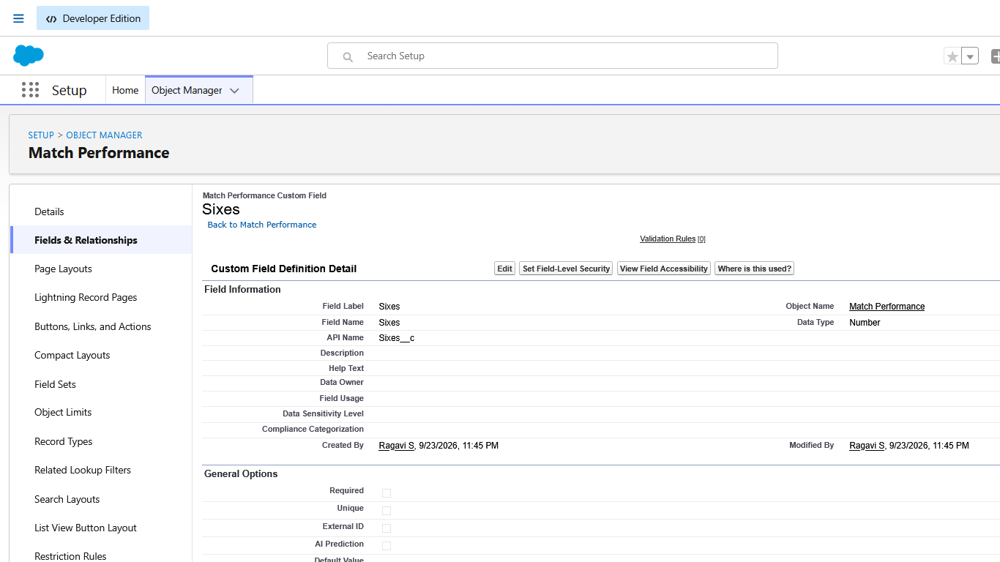 Developer Edition
Search Setup
Setup
Home
Object Manager
SETUP > OBJECT MANAGER
Match Performance
Details
Fields & Relationships
Page Layouts
Lightning Record Pages
Buttons, Links, and Actions
Compact Layouts
Field Sets
Object Limits
Record Types
Related Lookup Filters
Search Layouts
List View Button Layout
Restriction Rules
Match Performance Custom Field
Sixes
Back to Match Performance
Validation Rules [0]
Custom Field Definition Detail
Edit
Set Field-Level Security
View Field Accessibility
Where is this used?
Field Information
Field Label Sixes Object Name Match Performance
Field Name Sixes Data Type Number
API Name Sixes__c
Description
Help Text
Data Owner
Field Usage
Data Sensitivity Level
Compliance Categorization
Created By Ragavi S, 9/23/2026, 11:45 PM Modified By Ragavi S, 9/23/2026, 11:45 PM
General Options
Required
Unique
External ID
AI Prediction
Default Value